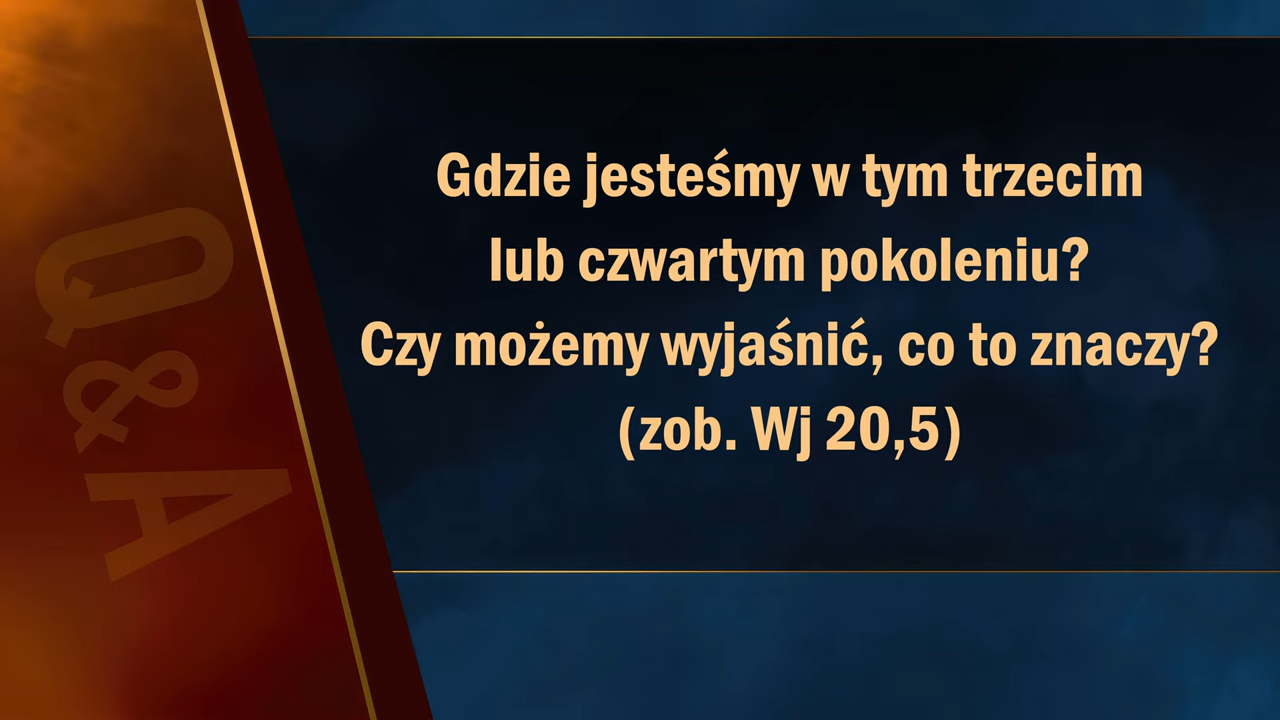 Q&A
Gdzie jesteśmy w tym trzecim
lub czwartym pokoleniu?
Czy możemy wyjaśnić, co to znaczy?
(zob. Wj 20,5)